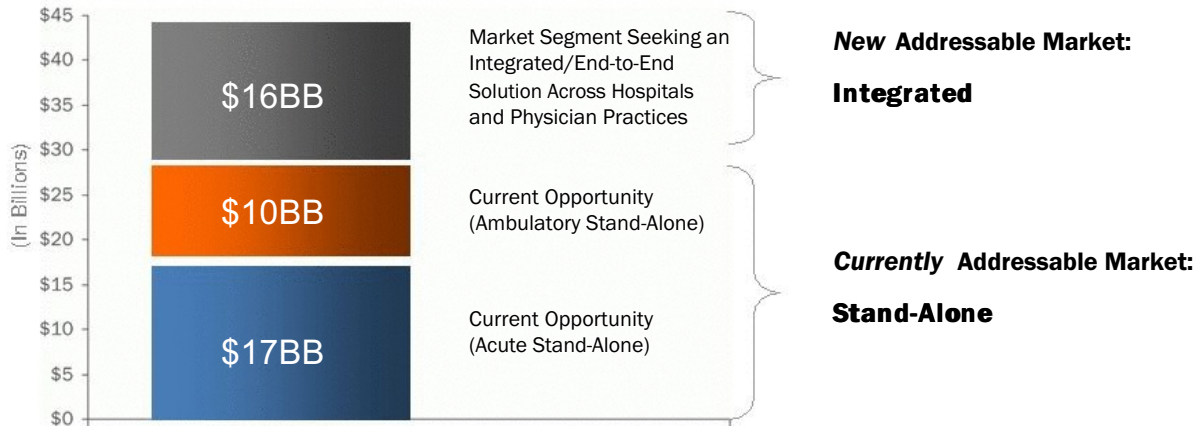 $45
$40
$35
$30
$25
$20
$15
$10
$5
$0
(In Billions)
$16BB
$10BB
$17BB
Market Segment Seeking an
Integrated/End-to-End
Solution Across Hospitals
and Physician Practices
Current Opportunity
(Ambulatory Stand-Alone)
Current Opportunity
(Acute Stand-Alone)
New Addressable Market:
Integrated
Currently Addressable Market:
Stand-Alone